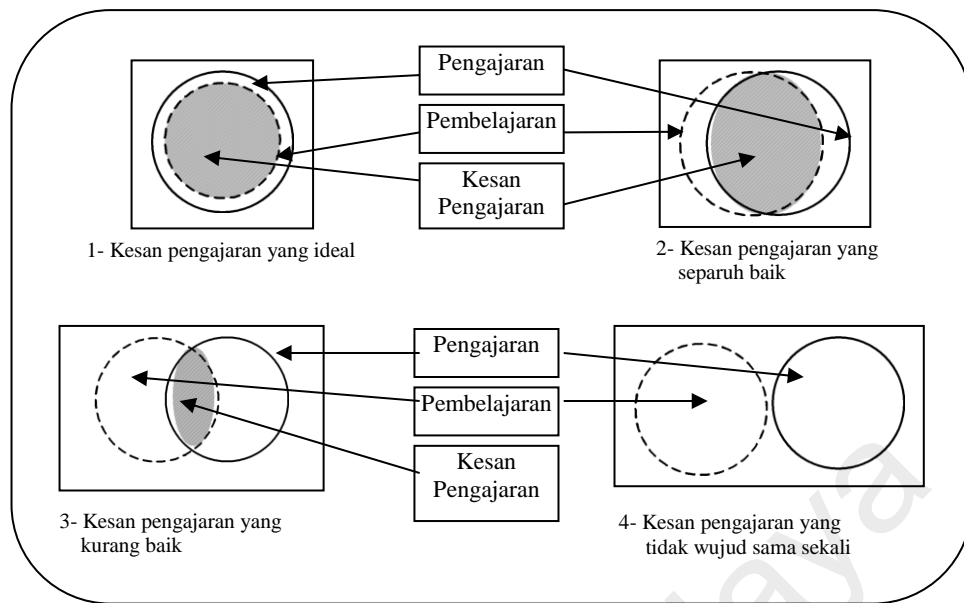 Pengajaran
Pembelajaran
Kesan
Pengajaran
1- Kesan pengajaran yang ideal
2- Kesan pengajaran yang
separuh baik
Pengajaran
Pembelajaran
Kesan
Pengajaran
3- Kesan pengajaran yang
kurang baik
4- Kesan pengajaran yang
tidak wujud sama sekali